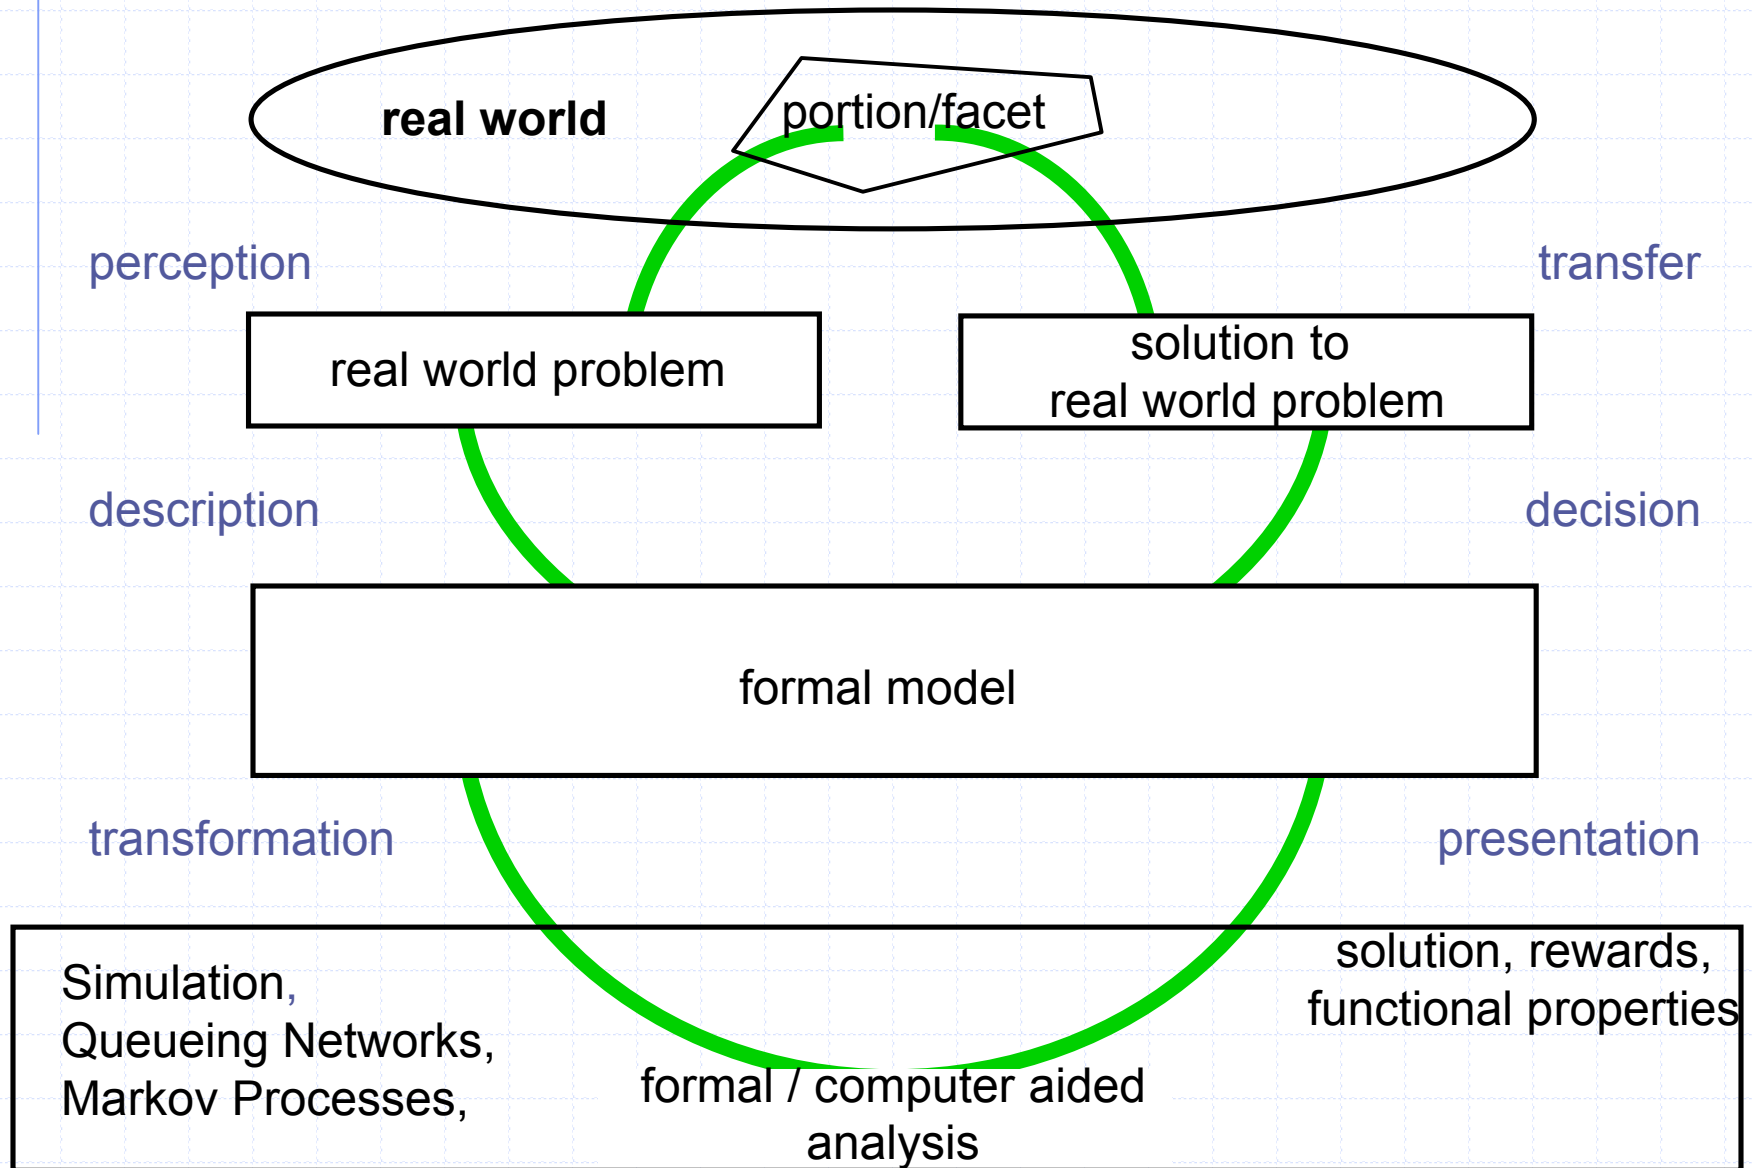 real world
portion/facet
perception
transfer
real world problem
solution to
real world problem
description
decision
formal model
transformation
presentation
Simulation,
Queueing Networks,
Markov Processes,
solution, rewards,
functional properties
formal / computer aided
analysis